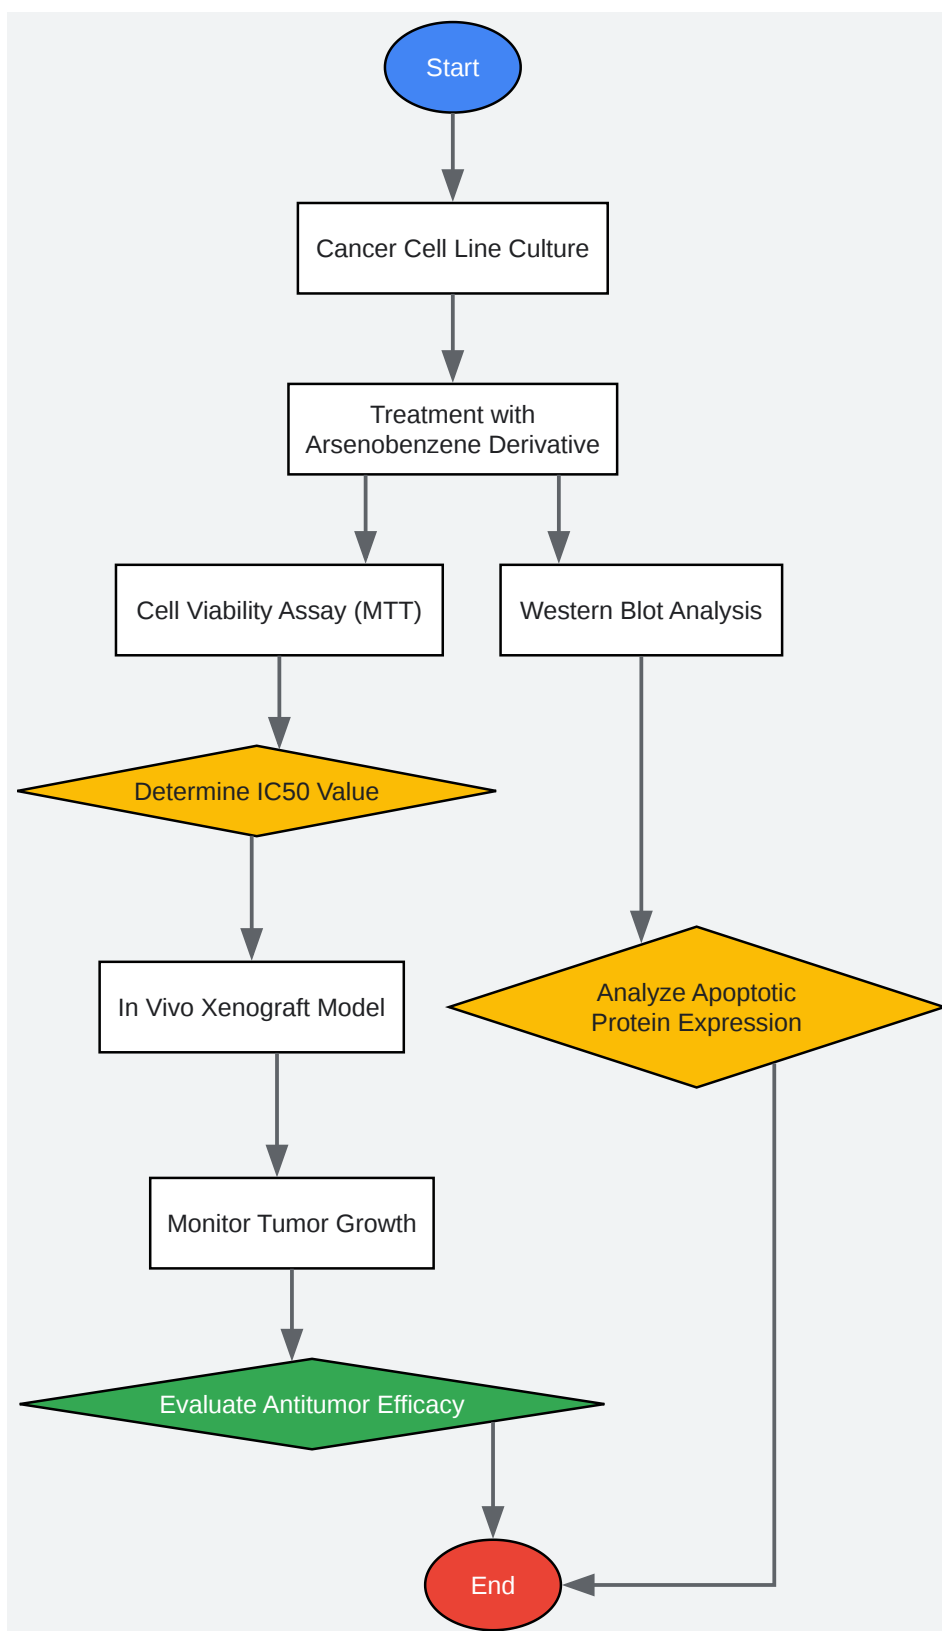 Start
Cancer Cell Line Culture
Treatment with
Arsenobenzene Derivative
Cell Viability Assay (MTT)
Western Blot Analysis
Determine IC50 Value
In Vivo Xenograft Model
Analyze Apoptotic
Protein Expression
Monitor Tumor Growth
Evaluate Antitumor Efficacy
End